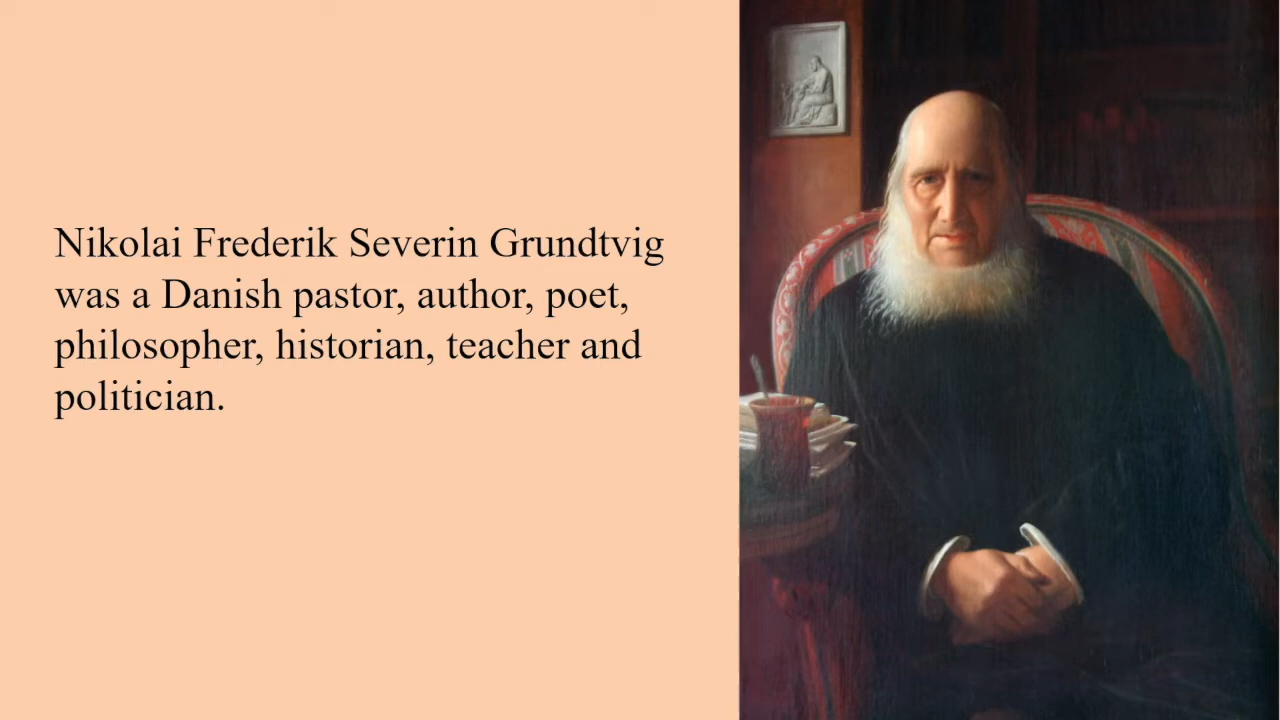 Nikolai Frederik Severin Grundtvig
was a Danish pastor, author, poet,
philosopher, historian, teacher and
politician.